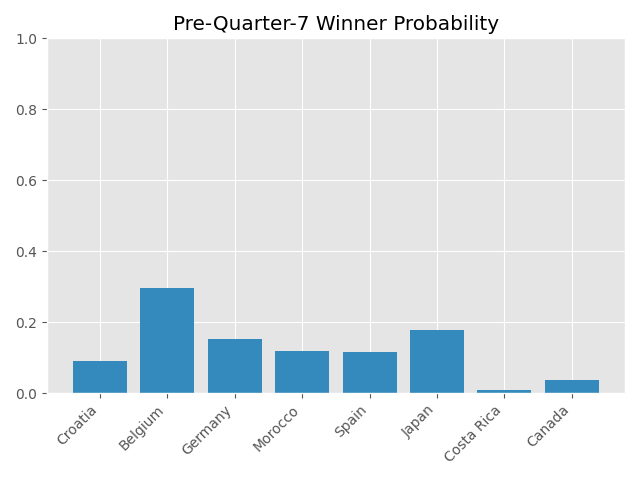 Pre-Quarter-7 Winner Probability
1.0
0.8
0.6
0.4
0.2
0.0
Croatia
Belgium
Germany
Morocco
Spain
Japan
Costa Rica
Canada